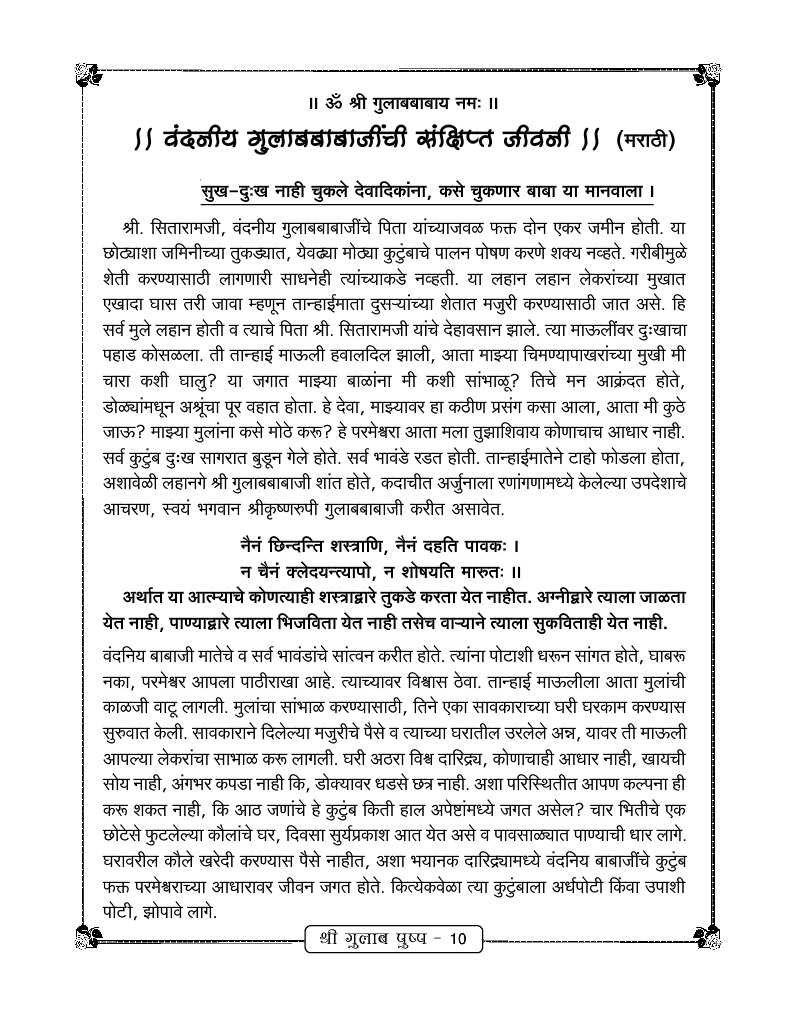 ॥ ॐ श्री गुलाबबाबाय नमः ॥
॥ वंदनीय गुलाबबाबाजींची संक्षिप्त जीवनी ॥ (मराठी)
सुख-दुःख नाही चुकले देवादिकांना, कसे चुकणार बाबा या मानवाला ।
श्री. सितारामजी, वंदनीय गुलाबबाबाजींचे पिता यांच्याजवळ फक्त दोन एकर जमीन होती. या
छोट्याशा जमिनीच्या तुकड्यात, येवढ्या मोठ्या कुटुंबाचे पालन पोषण करणे शक्य नव्हते. गरीबीमुळे
शेती करण्यासाठी लागणारी साधनेही त्यांच्याकडे नव्हती. या लहान लहान लेकरांच्या मुखात
एखादा घास तरी जावा म्हणून तान्हाईमाता दुसऱ्यांच्या शेतात मजुरी करण्यासाठी जात असे. हि
सर्व मुले लहान होती व त्याचे पिता श्री. सितारामजी यांचे देहावसान झाले. त्या माऊलींवर दुःखाचा
पहाड कोसळला. ती तान्हाई माऊली हवालदिल झाली, आता माझ्या चिमण्यापाखरांच्या मुखी मी
चारा कशी घालु? या जगात माझ्या बाळांना मी कशी सांभाळू? तिचे मन आक्रंदत होते,
डोळ्यांमधून अश्रूंचा पूर वहात होता. हे देवा, माझ्यावर हा कठीण प्रसंग कसा आला, आता मी कुठे
जाऊ? माझ्या मुलांना कसे मोठे करू? हे परमेश्वरा आता मला तुझाशिवाय कोणाचाच आधार नाही.
सर्व कुटुंब दुःख सागरात बुडून गेले होते. सर्व भावंडे रडत होती. तान्हाईमातेने टाहो फोडला होता,
अशावेळी लहानगे श्री गुलाबबाबाजी शांत होते, कदाचीत अर्जुनाला रणांगणामध्ये केलेल्या उपदेशाचे
आचरण, स्वयं भगवान श्रीकृष्णरुपी गुलाबबाबाजी करीत असावेत.
नैनं छिन्दन्ति शस्त्राणि, नैनं दहति पावकः ।
न चैनं क्लेदयन्त्यापो, न शोषयति मारुतः ॥
अर्थात या आत्म्याचे कोणत्याही शस्त्राद्वारे तुकडे करता येत नाहीत. अग्नीद्वारे त्याला जाळता
येत नाही, पाण्याद्वारे त्याला भिजविता येत नाही तसेच वाऱ्याने त्याला सुकविताही येत नाही.
वंदनिय बाबाजी मातेचे व सर्व भावंडांचे सांत्वन करीत होते. त्यांना पोटाशी धरून सांगत होते, घाबरू
नका, परमेश्वर आपला पाठीराखा आहे. त्याच्यावर विश्वास ठेवा. तान्हाई माऊलीला आता मुलांची
काळजी वाटू लागली. मुलांचा सांभाळ करण्यासाठी, तिने एका सावकाराच्या घरी घरकाम करण्यास
सुरुवात केली. सावकाराने दिलेल्या मजुरीचे पैसे व त्याच्या घरातील उरलेले अन्न, यावर ती माऊली
आपल्या लेकरांचा साभाळ करू लागली. घरी अठरा विश्व दारिद्र्य, कोणाचाही आधार नाही, खायची
सोय नाही, अंगभर कपडा नाही कि, डोक्यावर धडसे छत्र नाही. अशा परिस्थितीत आपण कल्पना ही
करू शकत नाही, कि आठ जणांचे हे कुटुंब किती हाल अपेष्टांमध्ये जगत असेल? चार भितीचे एक
छोटेसे फुटलेल्या कौलांचे घर, दिवसा सुर्यप्रकाश आत येत असे व पावसाळ्यात पाण्याची धार लागे.
घरावरील कौले खरेदी करण्यास पैसे नाहीत, अशा भयानक दारिद्र्यामध्ये वंदनिय बाबाजींचे कुटुंब
फक्त परमेश्वराच्या आधारावर जीवन जगत होते. कित्येकवेळा त्या कुटुंबाला अर्धपोटी किंवा उपाशी
पोटी, झोपावे लागे.
श्री गुलाब पुष्प - 10